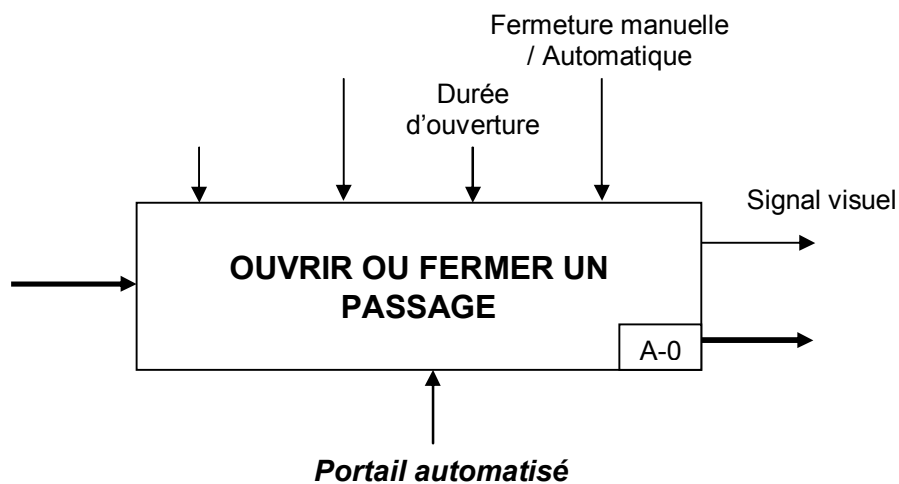 Fermeture manuelle
/ Automatique
Durée
d'ouverture
Signal visuel
OUVRIR OU FERMER UN
PASSAGE
A-0
Portail automatisé